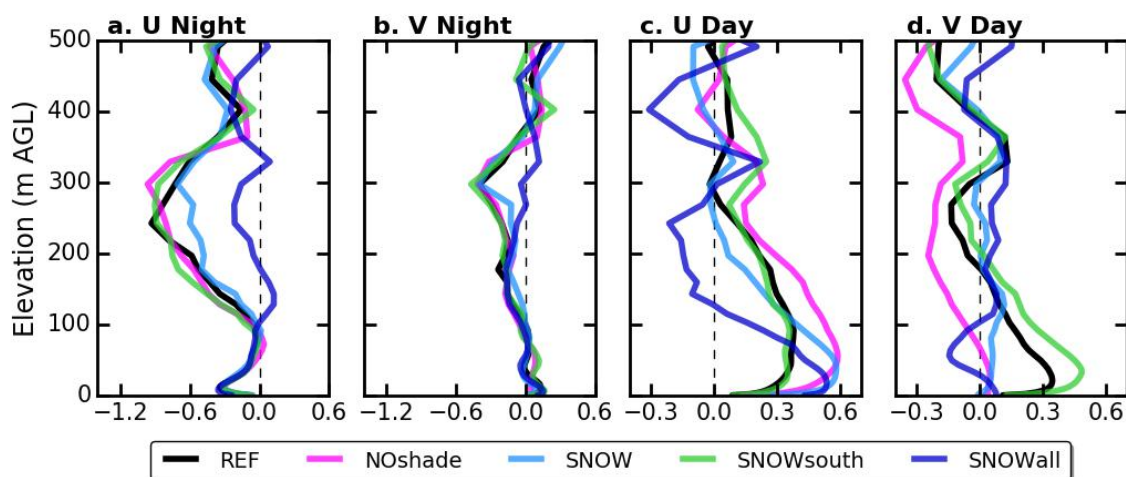 a. U Night b. V Night c. U Day d. V Day
500
400
300
200
100
0
Elevation (m AGL)
−1.2 −0.6 0.0 0.6 −1.2 −0.6 0.0 0.6 −0.3 0.0 0.3 0.6 −0.3 0.0 0.3 0.6
REF NOshade SNOW SNOWsouth SNOWall